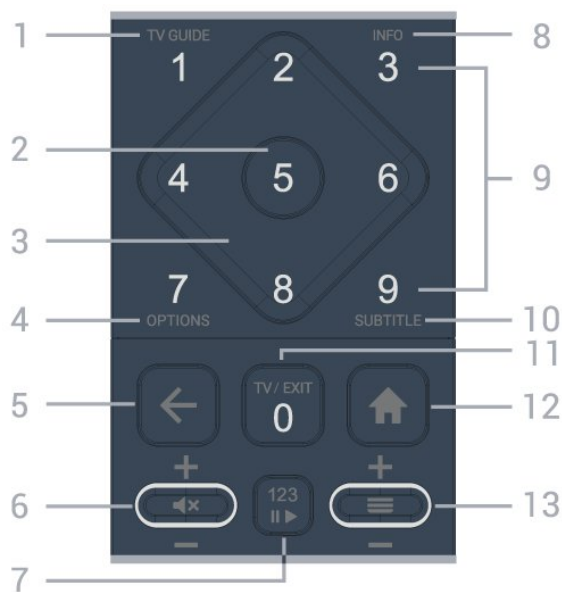 1 TV GUIDE INFO 8
1 2 3
2
4 5 6 9
3
7 8 9
4 OPTIONS SUBTITLE 10
11
TV / EXIT
5 0 12
+ +
6 13
123
- -
7